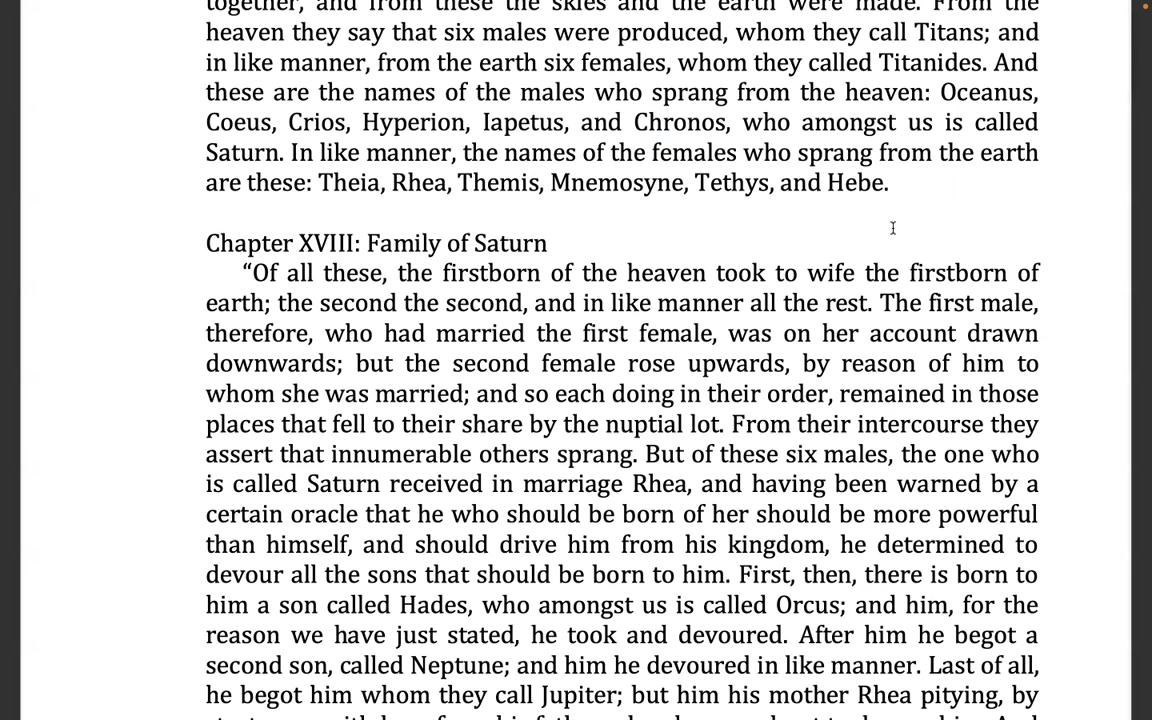 together, and from these the skies and the earth were made. From the
heaven they say that six males were produced, whom they call Titans; and
in like manner, from the earth six females, whom they called Titanides. And
these are the names of the males who sprang from the heaven: Oceanus,
Coeus, Crios, Hyperion, Iapetus, and Chronos, who amongst us is called
Saturn. In like manner, the names of the females who sprang from the earth
are these: Theia, Rhea, Themis, Mnemosyne, Tethys, and Hebe.
Chapter XVIII: Family of Saturn
“Of all these, the firstborn of the heaven took to wife the firstborn of
earth; the second the second, and in like manner all the rest. The first male,
therefore, who had married the first female, was on her account drawn
downwards; but the second female rose upwards, by reason of him to
whom she was married; and so each doing in their order, remained in those
places that fell to their share by the nuptial lot. From their intercourse they
assert that innumerable others sprang. But of these six males, the one who
is called Saturn received in marriage Rhea, and having been warned by a
certain oracle that he who should be born of her should be more powerful
than himself, and should drive him from his kingdom, he determined to
devour all the sons that should be born to him. First, then, there is born to
him a son called Hades, who amongst us is called Orcus; and him, for the
reason we have just stated, he took and devoured. After him he begot a
second son, called Neptune; and him he devoured in like manner. Last of all,
he begot him whom they call Jupiter; but him his mother Rhea pitying, by